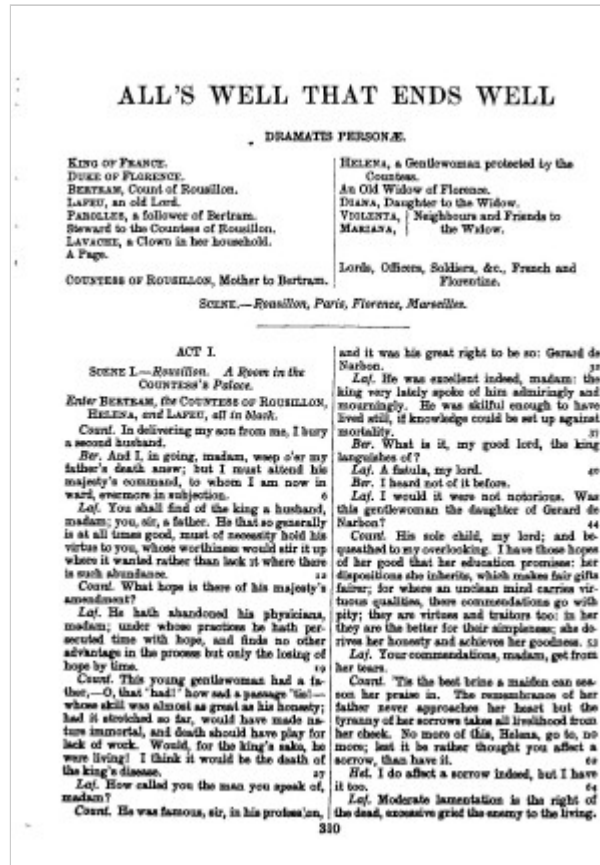 ALL'S WELL THAT ENDS WELL
DRAMATIS PERSONÆ.
KING OF FRANCE.
DUKE OF FLORENCE.
BERTRAM, Count of Rousillon.
LAFEU, an old Lord.
PAROLLES, a follower of Bertram.
Steward to the Countess of Rousillon.
LAVACHE, a Clown in her household.
A Page.
COUNTESS OF ROUSILLON, Mother to Bertram.
HELENA, a Gentlewoman protected by the
Countess.
An Old Widow of Florence.
DIANA, Daughter to the Widow.
VIOLENTA, Neighbours and Friends to
MARIANA, the Widow.
Lords, Officers, Soldiers, &c., French and
Florentine.
SCENE.—Rousillon, Paris, Florence, Marseilles.
ACT I.
SCENE I.—Rousillon. A Room in the
COUNTESS'S Palace.
Enter BERTRAM, the COUNTESS OF ROUSILLON,
HELENA, and LAFEU, all in black.
Count. In delivering my son from me, I bury
a second husband.
Ber. And I, in going, madam, weep o'er my
father's death anew; but I must attend his
majesty's command, to whom I am now in
ward, evermore in subjection. 6
Laf. You shall find of the king a husband,
madam; you, sir, a father. He that so generally
is at all times good, must of necessity hold his
virtue to you, whose worthiness would stir it up
where it wanted rather than lack it where there
is such abundance. 12
Count. What hope is there of his majesty's
amendment?
Laf. He hath abandoned his physicians,
madam; under whose practices he hath per-
secuted time with hope, and finds no other
advantage in the process but only the losing of
hope by time. 19
Count. This young gentlewoman had a fa-
ther,—O, that 'had!' how sad a passage 'tis!—
whose skill was almost as great as his honesty;
had it stretched so far, would have made na-
ture immortal, and death should have play for
lack of work. Would, for the king's sake, he
were living! I think it would be the death of
the king's disease. 27
Laf. How called you the man you speak of,
madam?
Count. He was famous, sir, in his profession,
and it was his great right to be so: Gerard de
Narbon. 32
Laf. He was excellent indeed, madam: the
king very lately spoke of him admiringly and
mourningly. He was skilful enough to have
lived still, if knowledge could be set up against
mortality. 37
Ber. What is it, my good lord, the king
languishes of?
Laf. A fistula, my lord. 40
Ber. I heard not of it before.
Laf. I would it were not notorious. Was
this gentlewoman the daughter of Gerard de
Narbon? 44
Count. His sole child, my lord; and be-
queathed to my overlooking. I have those hopes
of her good that her education promises: her
dispositions she inherits, which makes fair gifts
fairer; for where an unclean mind carries vir-
tuous qualities, there commendations go with
pity; they are virtues and traitors too: in her
they are the better for their simpleness; she de-
rives her honesty and achieves her goodness. 53
Laf. Your commendations, madam, get from
her tears.
Count. 'Tis the best brine a maiden can sea-
son her praise in. The remembrance of her
father never approaches her heart but the
tyranny of her sorrows takes all livelihood from
her cheek. No more of this, Helena, go to, no
more; lest it be rather thought you affect a
sorrow, than have it. 62
Hel. I do affect a sorrow indeed, but I have
it too. 64
Laf. Moderate lamentation is the right of
the dead, excessive grief the enemy to the living.
310